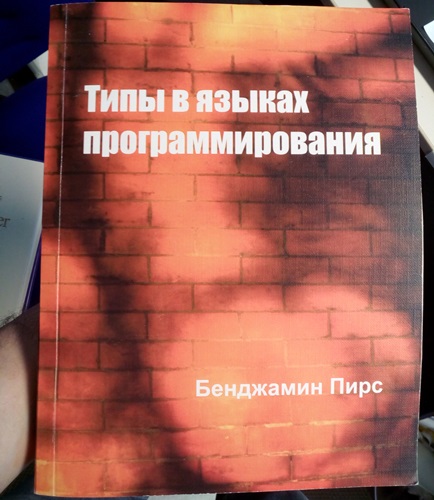 Типы в языках
программирования
Бенджамин Пирс